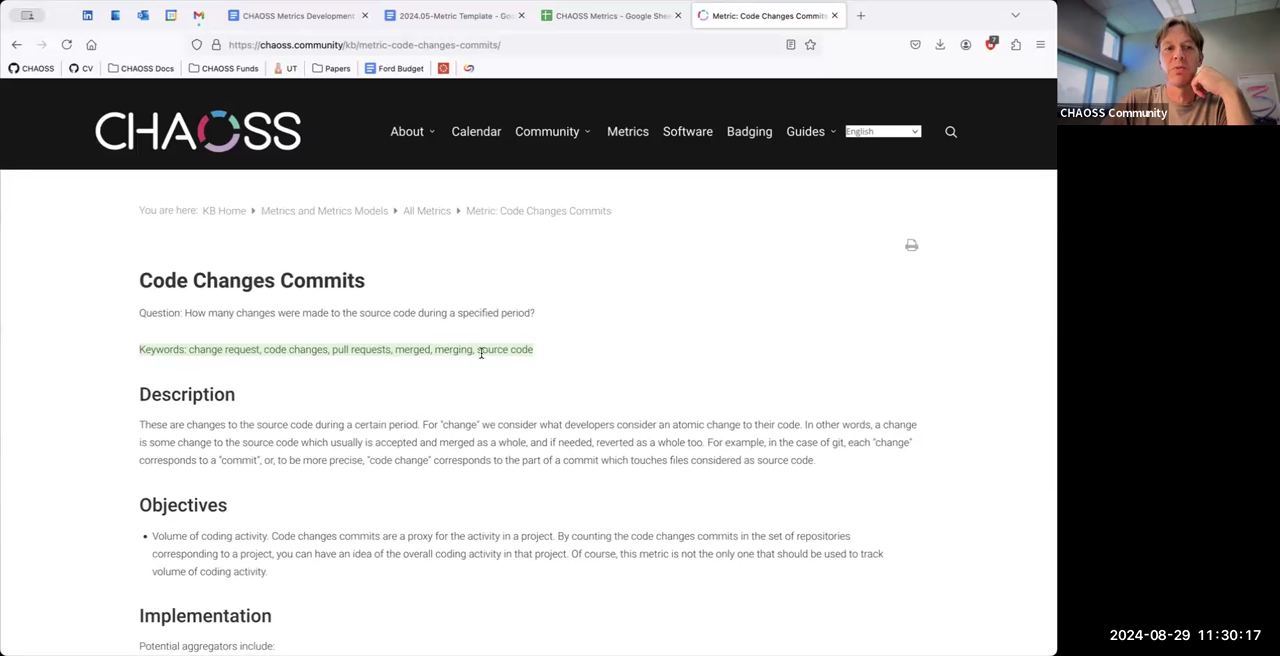 CHAOSS Metrics Development
2024.05-Metric Template - Goo
CHAOSS Metrics - Google Shee
Metric: Code Changes Commits
https://chaoss.community/kb/metric-code-changes-commits/
7
CHAOSS
CV
CHAOSS Docs
CHAOSS Funds
UT
Papers
Ford Budget
CHAOSS Community
CHAOSS
About
Calendar
Community
Metrics
Software
Badging
Guides
English
You are here: KB Home
Metrics and Metrics Models
All Metrics
Metric: Code Changes Commits
Code Changes Commits
Question: How many changes were made to the source code during a specified period?
Keywords: change request, code changes, pull requests, merged, merging, source code
Description
These are changes to the source code during a certain period. For "change" we consider what developers consider an atomic change to their code. In other words, a change
is some change to the source code which usually is accepted and merged as a whole, and if needed, reverted as a whole too. For example, in the case of git, each "change"
corresponds to a "commit", or, to be more precise, "code change" corresponds to the part of a commit which touches files considered as source code.
Objectives
Volume of coding activity. Code changes commits are a proxy for the activity in a project. By counting the code changes commits in the set of repositories
corresponding to a project, you can have an idea of the overall coding activity in that project. Of course, this metric is not the only one that should be used to track
volume of coding activity.
Implementation
Potential aggregators include:
2024-08-29 11:30:17